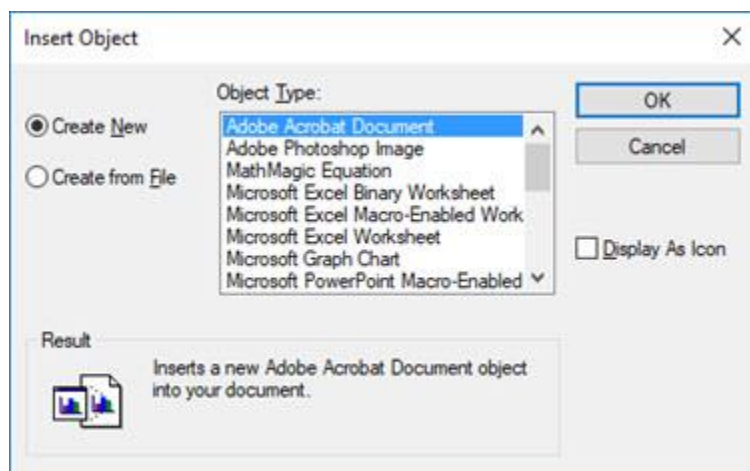 Insert Object
Object Type:
Create New
Create from File
Adobe Acrobat Document
Adobe Photoshop Image
MathMagic Equation
Microsoft Excel Binary Worksheet
Microsoft Excel Macro-Enabled Work
Microsoft Excel Worksheet
Microsoft Graph Chart
Microsoft PowerPoint Macro-Enabled
OK
Cancel
Display As Icon
Result
Inserts a new Adobe Acrobat Document object
into your document.